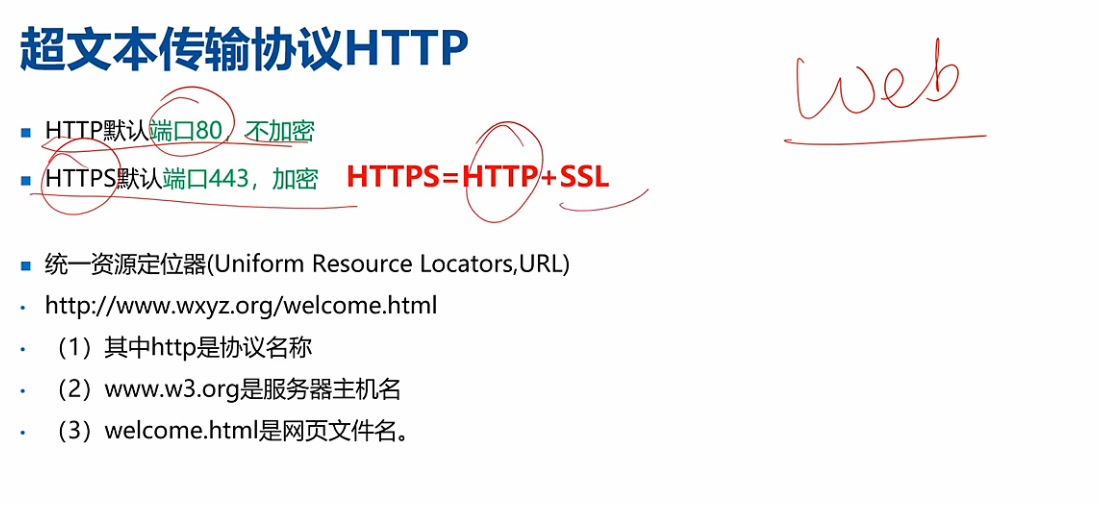 超文本传输协议HTTP
Web
HTTP默认端口80，不加密
HTTPS默认端口443，加密 HTTPS=HTTP+SSL
统一资源定位器(Uniform Resource Locators,URL)
http://www.wxyz.org/welcome.html
（1）其中http是协议名称
（2）www.w3.org是服务器主机名
（3）welcome.html是网页文件名。